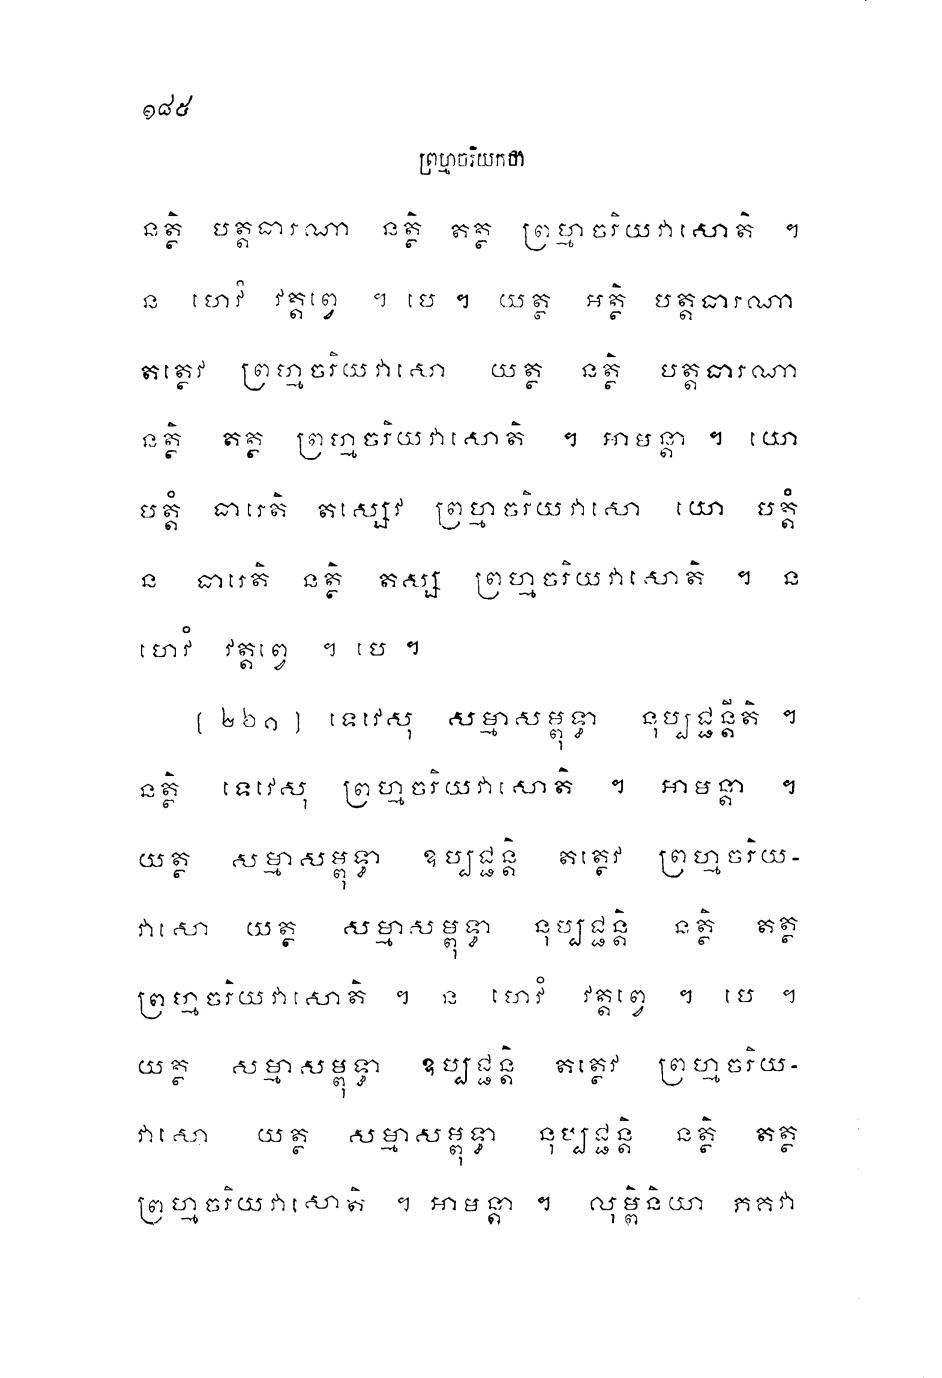 ១៨៥
ព្រហ្មចរិយកថា
នត្ថិ បត្តធារណា នត្ថិ តត្ថ ព្រហ្មចរិយវាសោតិ ។
ន ហេវំ វត្តព្វេ ។ បេ ។ យត្ថ អត្ថិ បត្តធារណា
តត្ថេវ ព្រហ្មចរិយវាសោ យត្ថ នត្ថិ បត្តធារណា
នត្ថិ តត្ថ ព្រហ្មចរិយវាសោតិ ។ អាមន្តា ។ យោ
បត្តំ ធារេតិ តស្សេវ ព្រហ្មចរិយវាសោ យោ បត្តំ
ន ធារេតិ នត្ថិ តស្ស ព្រហ្មចរិយវាសោតិ ។ ន
ហេវំ វត្តព្វេ ។ បេ ។
[ ២៦១ ] ទេវេសុ សម្មាសម្ពុទ្ធា នុប្បជ្ជន្តីតិ ។
នត្ថិ ទេវេសុ ព្រហ្មចរិយវាសោតិ ។ អាមន្តា ។
យត្ថ សម្មាសម្ពុទ្ធា ឧប្បជ្ជន្តិ តត្ថេវ ព្រហ្មចរិយ-
វាសោ យត្ថ សម្មាសម្ពុទ្ធា នុប្បជ្ជន្តិ នត្ថិ តត្ថ
ព្រហ្មចរិយវាសោតិ ។ ន ហេវំ វត្តព្វេ ។ បេ ។
យត្ថ សម្មាសម្ពុទ្ធា ឧប្បជ្ជន្តិ តត្ថេវ ព្រហ្មចរិយ-
វាសោ យត្ថ សម្មាសម្ពុទ្ធា នុប្បជ្ជន្តិ នត្ថិ តត្ថ
ព្រហ្មចរិយវាសោតិ ។ អាមន្តា ។ លុម្ពិនិយា ភគវា